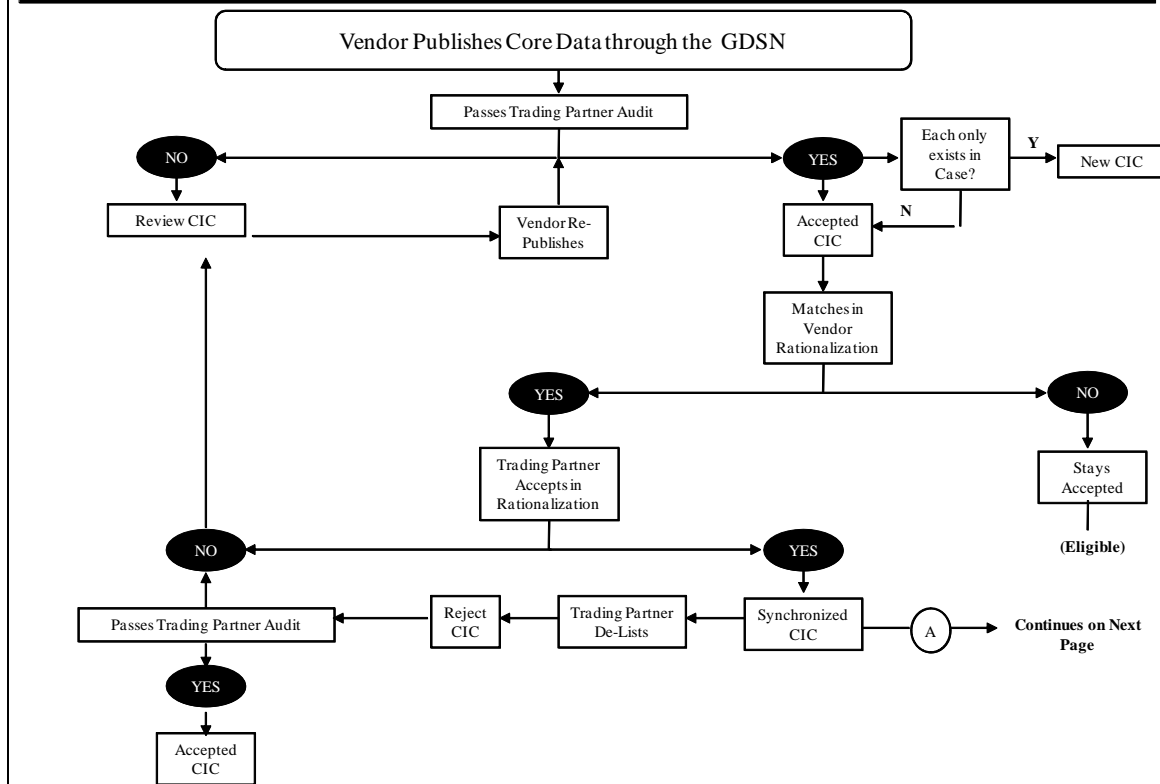 Vendor Publishes Core Data through the GDSN
Passes Trading Partner Audit
NO
YES
Each only
exists in
Case?
Y
New CIC
Review CIC
Vendor Re-
Publishes
Accepted
CIC
N
Matches in
Vendor
Rationalization
YES
NO
Trading Partner
Accepts in
Rationalization
Stays
Accepted
(Eligible)
NO
YES
Passes Trading Partner Audit
Reject
CIC
Trading Partner
De-Lists
Synchronized
CIC
A
Continues on Next
Page
YES
Accepted
CIC